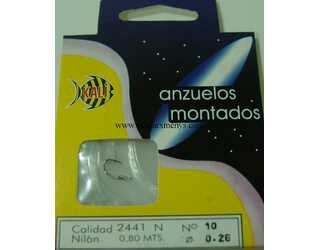 KALI
anzuelos
montados
Calidad 2441 N Nº 10
Nilón 0,80 MTS. ø 0.26